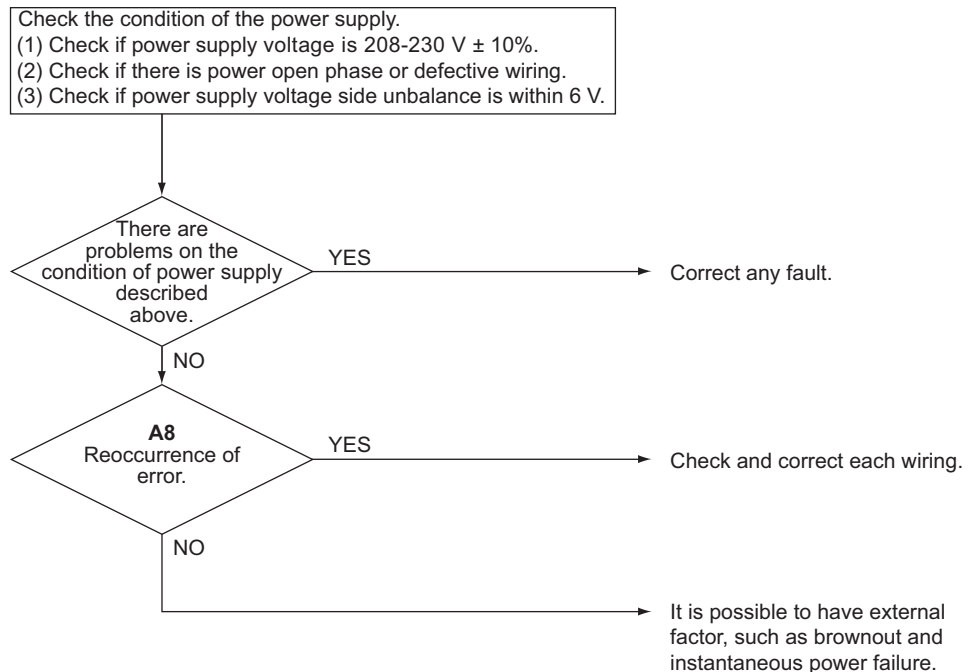 Check the condition of the power supply.
(1) Check if power supply voltage is 208-230 V ± 10%.
(2) Check if there is power open phase or defective wiring.
(3) Check if power supply voltage side unbalance is within 6 V.
There are
problems on the
condition of power supply
described
above.
YES
Correct any fault.
NO
A8
Reoccurrence of
error.
YES
Check and correct each wiring.
NO
It is possible to have external
factor, such as brownout and
instantaneous power failure.